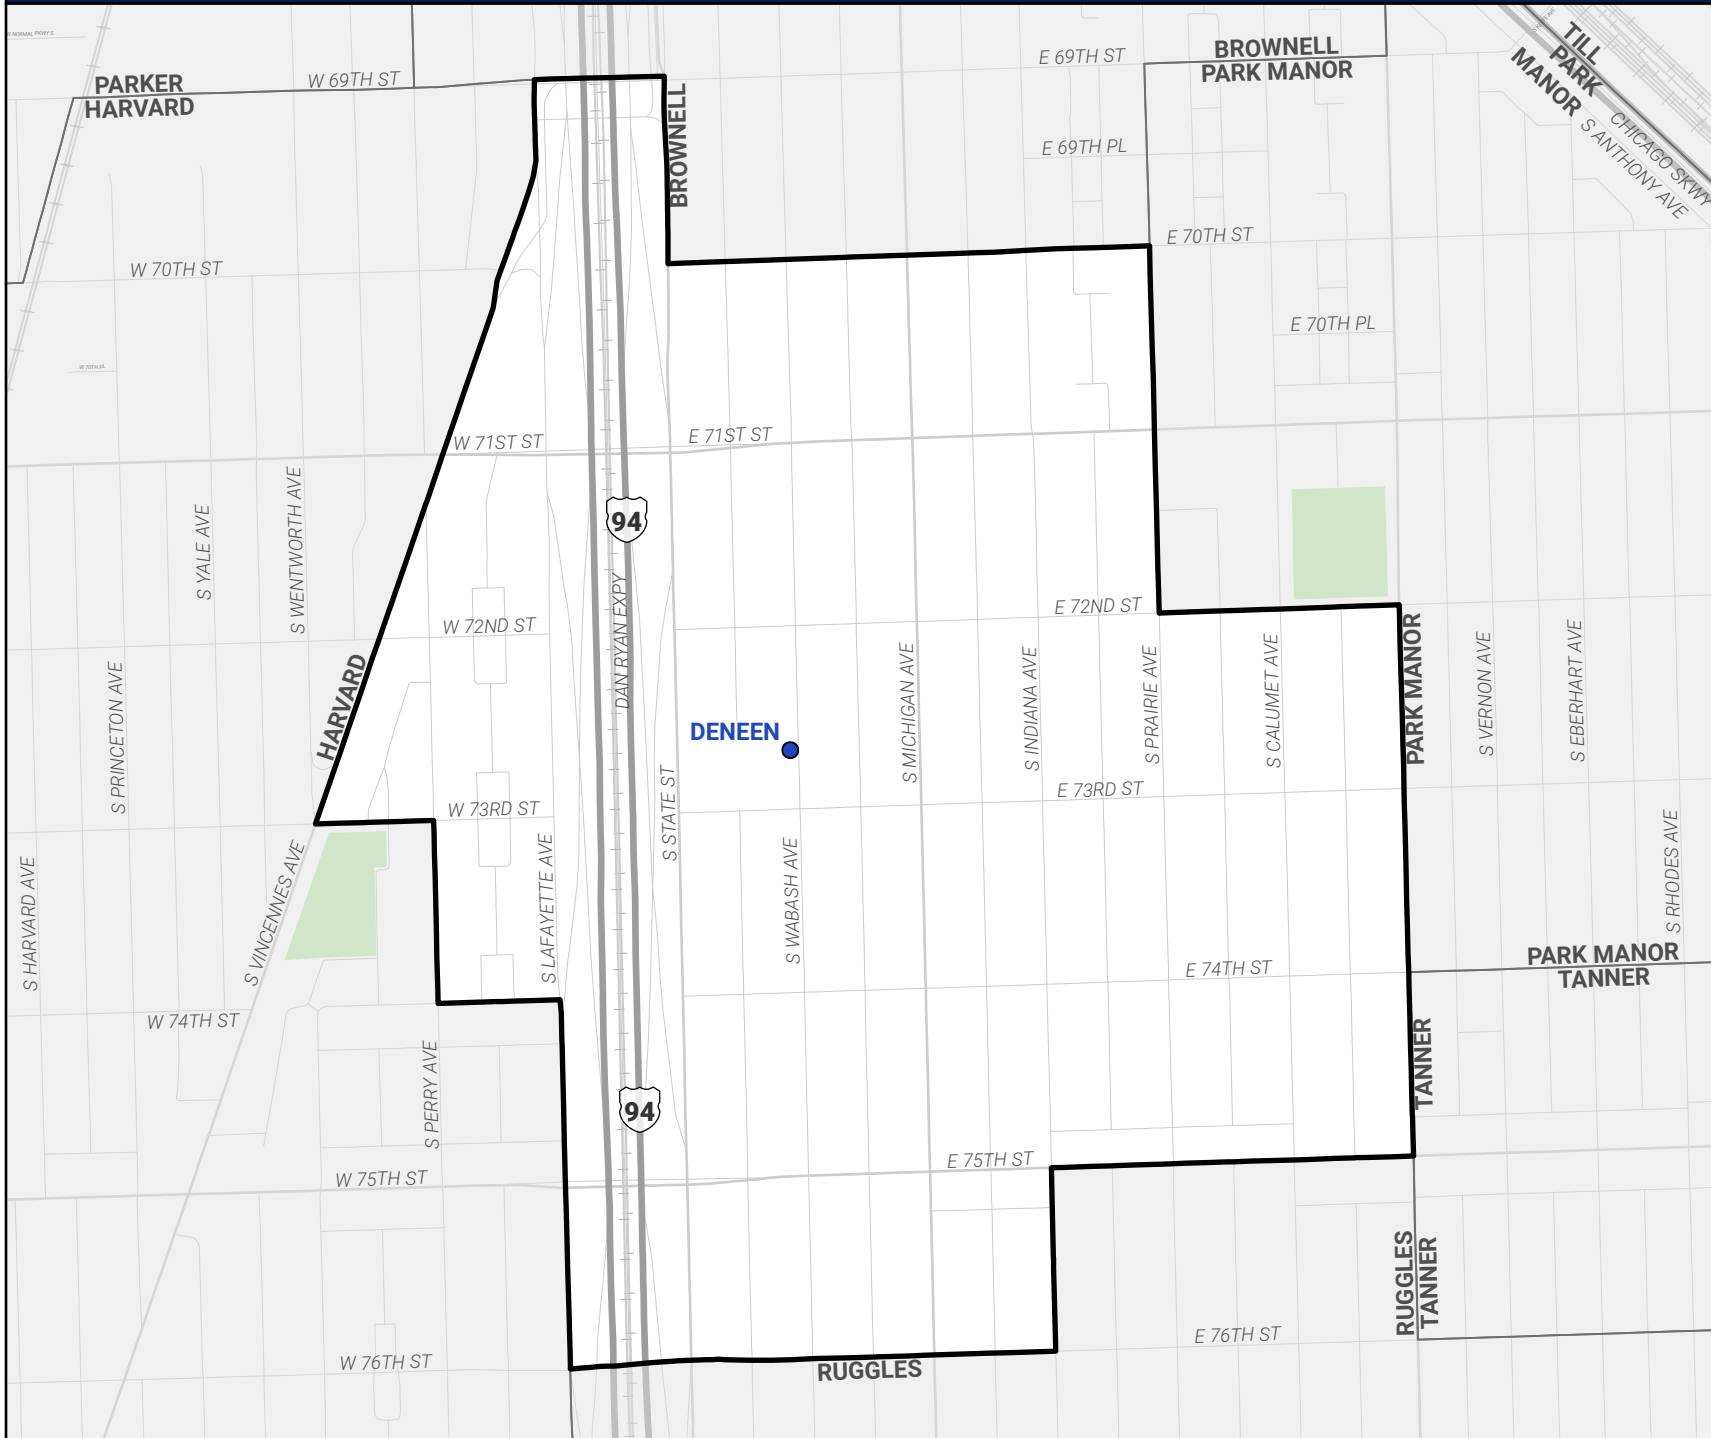 W NORMAL PKWY S
PARKER
HARVARD
W 69TH ST
BROWNELL
E 69TH ST
BROWNELL
PARK MANOR
TILL
PARK
MANOR
S ANTHONY AVE
CHICAGO SKWY
E 69TH PL
W 70TH ST
E 70TH ST
E 70TH PL
W 71ST ST
E 71ST ST
S YALE AVE
S WENTWORTH AVE
94
DAN RYAN EXPY
W 72ND ST
E 72ND ST
HARVARD
S PRINCETON AVE
DENEEN
S MICHIGAN AVE
S INDIANA AVE
S PRAIRIE AVE
S CALUMET AVE
PARK MANOR
S VERNON AVE
S EBERHART AVE
W 73RD ST
E 73RD ST
S STATE ST
S HARVARD AVE
S VINCENNES AVE
S LAFAYETTE AVE
S WABASH AVE
S RHODES AVE
E 74TH ST
PARK MANOR
TANNER
W 74TH ST
S PERRY AVE
94
TANNER
W 75TH ST
E 75TH ST
RUGGLES
TANNER
W 76TH ST
RUGGLES
E 76TH ST